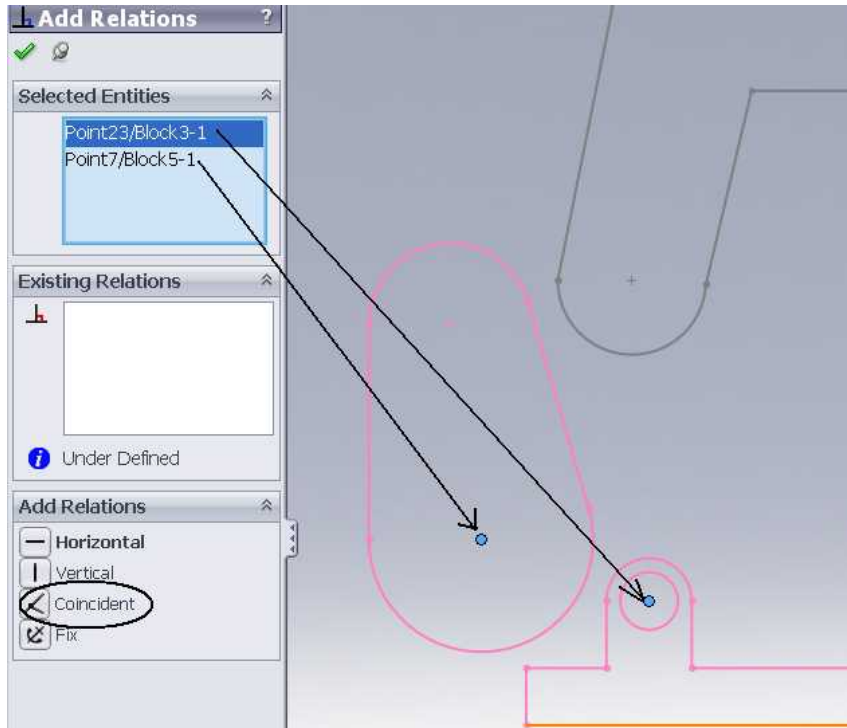 Add Relations ?
Selected Entities
Point23/Block3-1
Point7/Block5-1
Existing Relations
Under Defined
Add Relations
Horizontal
Vertical
Coincident
Fix